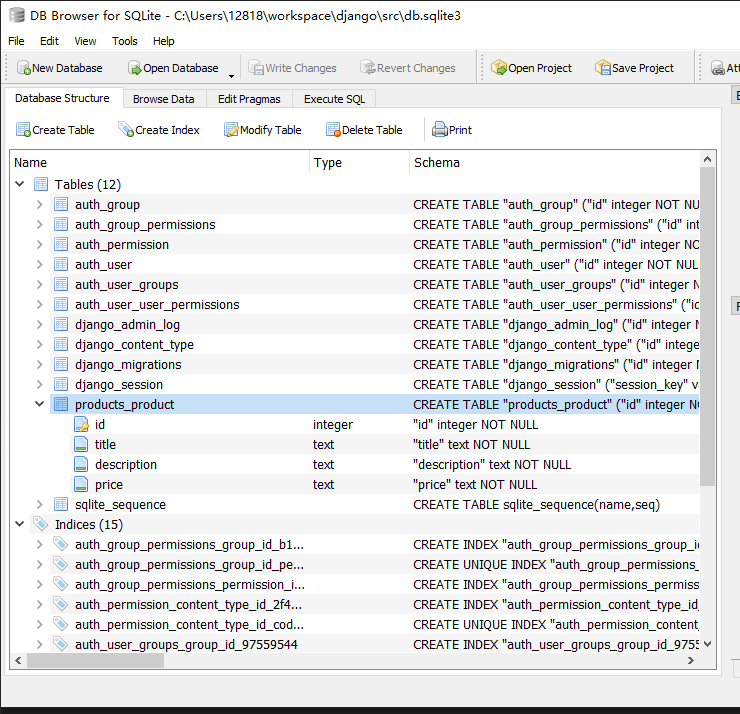 DB Browser for SQLite - C:\Users\12818\workspace\django\src\db.sqlite3
File Edit View Tools Help
New Database Open Database Write Changes Revert Changes Open Project Save Project Att
Database Structure Browse Data Edit Pragmas Execute SQL
Create Table Create Index Modify Table Delete Table Print
Name Type Schema
Tables (12)
auth_group CREATE TABLE "auth_group" ("id" integer NOT NU
auth_group_permissions CREATE TABLE "auth_group_permissions" ("id" int
auth_permission CREATE TABLE "auth_permission" ("id" integer NO
auth_user CREATE TABLE "auth_user" ("id" integer NOT NUL
auth_user_groups CREATE TABLE "auth_user_groups" ("id" integer N
auth_user_user_permissions CREATE TABLE "auth_user_user_permissions" ("id
django_admin_log CREATE TABLE "django_admin_log" ("id" integer N
django_content_type CREATE TABLE "django_content_type" ("id" intege
django_migrations CREATE TABLE "django_migrations" ("id" integer N
django_session CREATE TABLE "django_session" ("session_key" va
products_product CREATE TABLE "products_product" ("id" integer NO
id integer "id" integer NOT NULL
title text "title" text NOT NULL
description text "description" text NOT NULL
price text "price" text NOT NULL
sqlite_sequence CREATE TABLE sqlite_sequence(name,seq)
Indices (15)
auth_group_permissions_group_id_b1... CREATE INDEX "auth_group_permissions_group_i
auth_group_permissions_group_id_pe... CREATE UNIQUE INDEX "auth_group_permissions_
auth_group_permissions_permission_i... CREATE INDEX "auth_group_permissions_permiss
auth_permission_content_type_id_2f4... CREATE INDEX "auth_permission_content_type_id_
auth_permission_content_type_id_cod... CREATE UNIQUE INDEX "auth_permission_content_
auth_user_groups_group_id_97559544 CREATE INDEX "auth_user_groups_group_id_9755